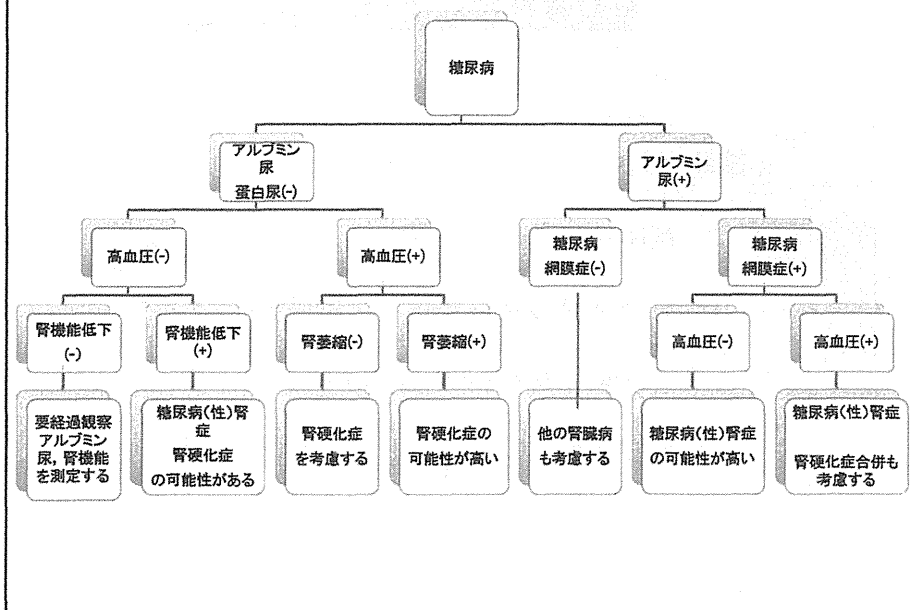 糖尿病
アルブミン
尿
蛋白尿(-)
アルブミン
尿(+)
高血圧(-)
高血圧(+)
糖尿病
網膜症(-)
糖尿病
網膜症(+)
腎機能低下
(-)
腎機能低下
(+)
腎萎縮(-)
腎萎縮(+)
高血圧(-)
高血圧(+)
要経過観察
アルブミン
尿，腎機能
を測定する
糖尿病(性)腎
症
腎硬化症
の可能性がある
腎硬化症
を考慮する
腎硬化症の
可能性が高い
他の腎臓病
も考慮する
糖尿病(性)腎症
の可能性が高い
糖尿病(性)腎症
腎硬化症合併も
考慮する